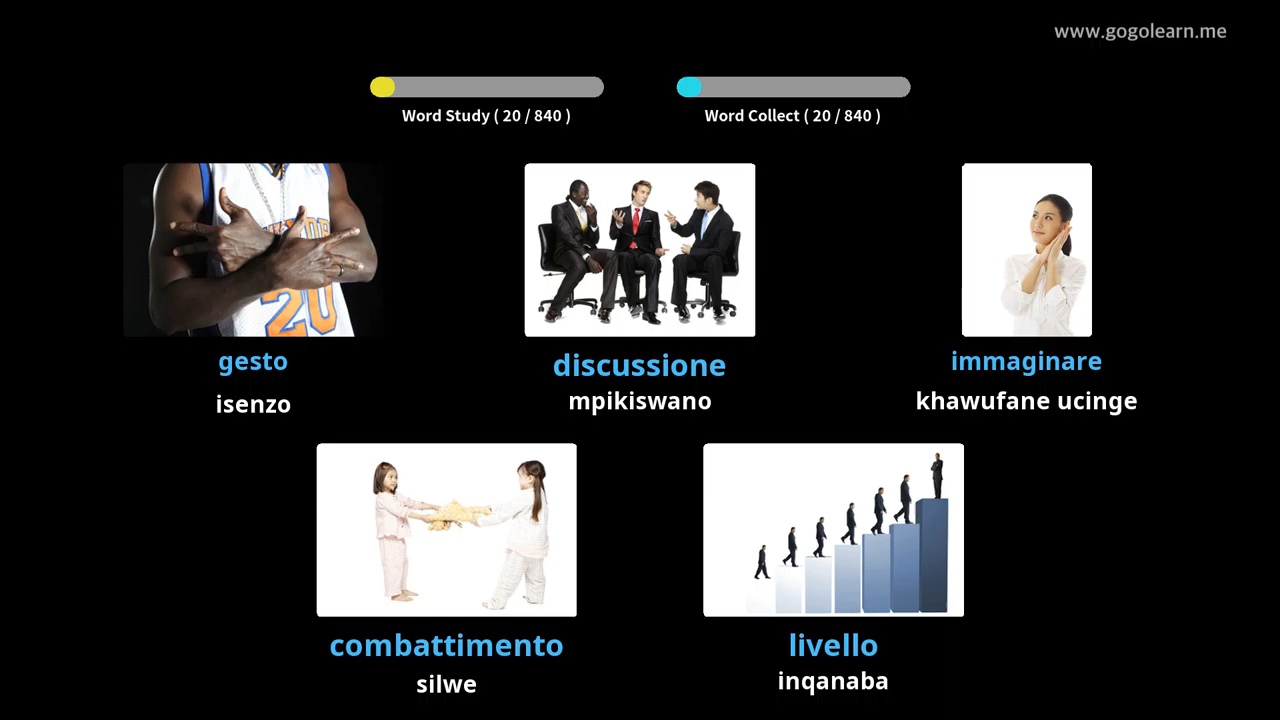 www.gogolearn.me
Word Study ( 20 / 840 )
Word Collect ( 20 / 840 )
20
gesto
isenzo
discussione
mpikiswano
immaginare
khawufane ucinge
combattimento
silwe
livello
inqanaba